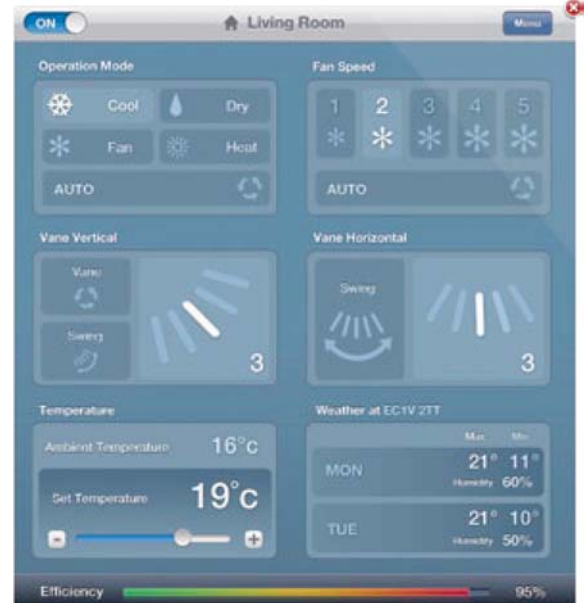 ON
Living Room
Menu
Operation Mode
Cool
Dry
Fan
Heat
AUTO
Fan Speed
1 2 3 4 5
AUTO
Vane Vertical
Vane
Swing
3
Vane Horizontal
Swing
3
Temperature
Ambient Temperature 16°c
Set Temperature 19°c
Weather at EC1V 2TT
Max Min
MON 21° 11°
Humidity 60%
TUE 21° 10°
Humidity 50%
Efficiency 95%